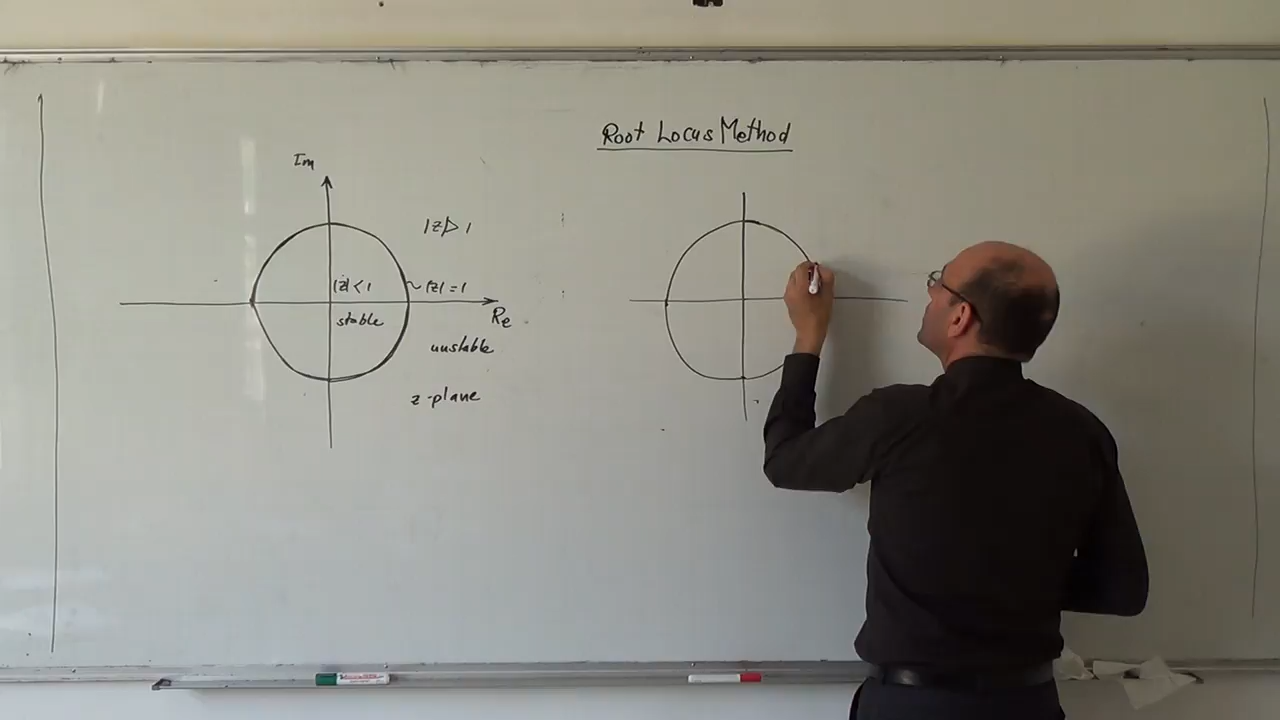 Root Locus Method
Im
|z|>1
|z|<1
~|z|=1
stable
Re
unstable
z-plane